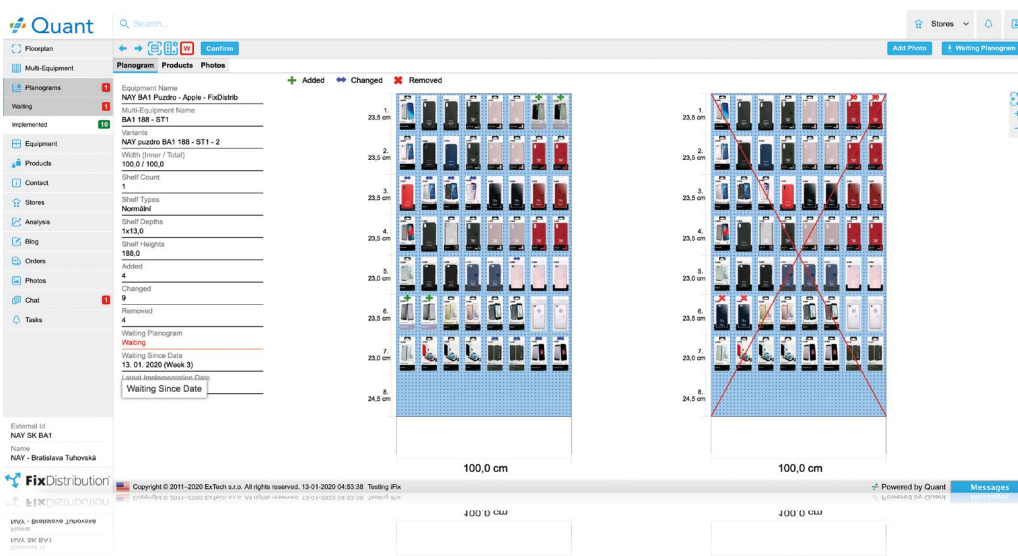 Quant
Search...
Stores
Floorplan
Multi-Equipment
Planograms 1
Waiting 1
Implemented 10
Equipment
Products
Contact
Stores
Analysis
Blog
Orders
Photos
Chat 1
Tasks
External Id
NAY SK BA1
Name
NAY - Bratislava Tuhovská
FixDistribution
W Confirm
Add Photo
Waiting Planogram
Planogram Products Photos
Added Changed Removed
Equipment Name
NAY BA1 Puzdro - Apple - FixDistrib
Multi-Equipment Name
BA1 188 - ST1
Variants
NAY puzdro BA1 188 - ST1 - 2
Width (Inner / Total)
100,0 / 100,0
Shelf Count
1
Shelf Types
Normální
Shelf Depths
1x13,0
Shelf Heights
188,0
Added
4
Changed
9
Removed
4
Waiting Planogram
Waiting
Waiting Since Date
13. 01. 2020 (Week 3)
Latest Implementation Date
Waiting Since Date
1.
23,5 cm
2.
23,5 cm
3.
23,5 cm
4.
23,5 cm
5.
23,0 cm
6.
23,5 cm
7.
23,0 cm
8.
24,5 cm
100,0 cm
1.
23,5 cm
2.
23,5 cm
3.
23,5 cm
4.
23,5 cm
5.
23,0 cm
6.
23,5 cm
7.
23,0 cm
8.
24,5 cm
100,0 cm
Copyright © 2011–2020 ExTech s.r.o. All rights reserved. 13-01-2020 04:53.38 Testing iFix
Powered by Quant
Messages